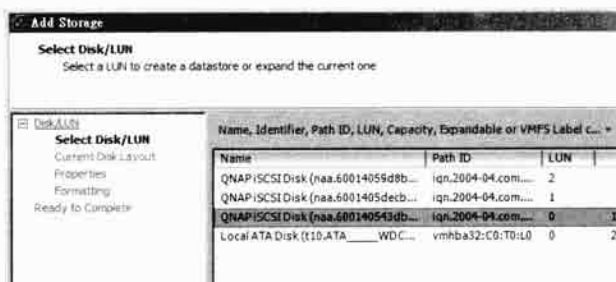 Add Storage
Select Disk/LUN
Select a LUN to create a datastore or expand the current one
Disk/LUN
Select Disk/LUN
Current Disk Layout
Properties
Formatting
Ready to Complete
Name, Identifier, Path ID, LUN, Capacity, Expandable or VMFS Label c...
Name Path ID LUN
QNAP iSCSI Disk (naa.60014059d8b... iqn.2004-04.com.... 2
QNAP iSCSI Disk (naa.60014405decb... iqn.2004-04.com.... 1
QNAP iSCSI Disk (naa.600140543db... iqn.2004-04.com.... 0 1
Local ATA Disk (t10.ATA_____WDC... vmhba32:C0:T0:L0 0 2